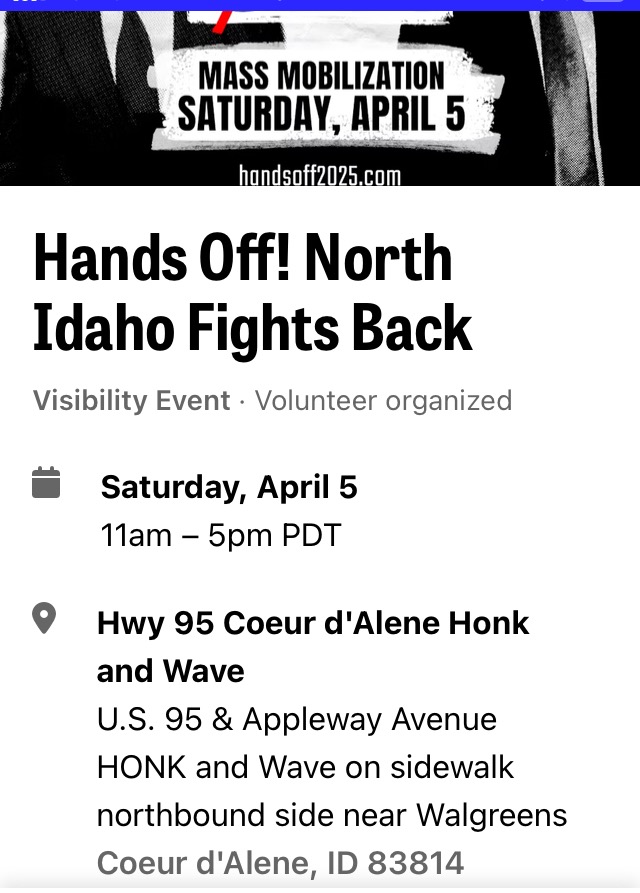 MASS MOBILIZATION
SATURDAY, APRIL 5
handsoff2025.com
Hands Off! North
Idaho Fights Back
Visibility Event · Volunteer organized
Saturday, April 5
11am – 5pm PDT
Hwy 95 Coeur d'Alene Honk
and Wave
U.S. 95 & Appleway Avenue
HONK and Wave on sidewalk
northbound side near Walgreens
Coeur d'Alene, ID 83814